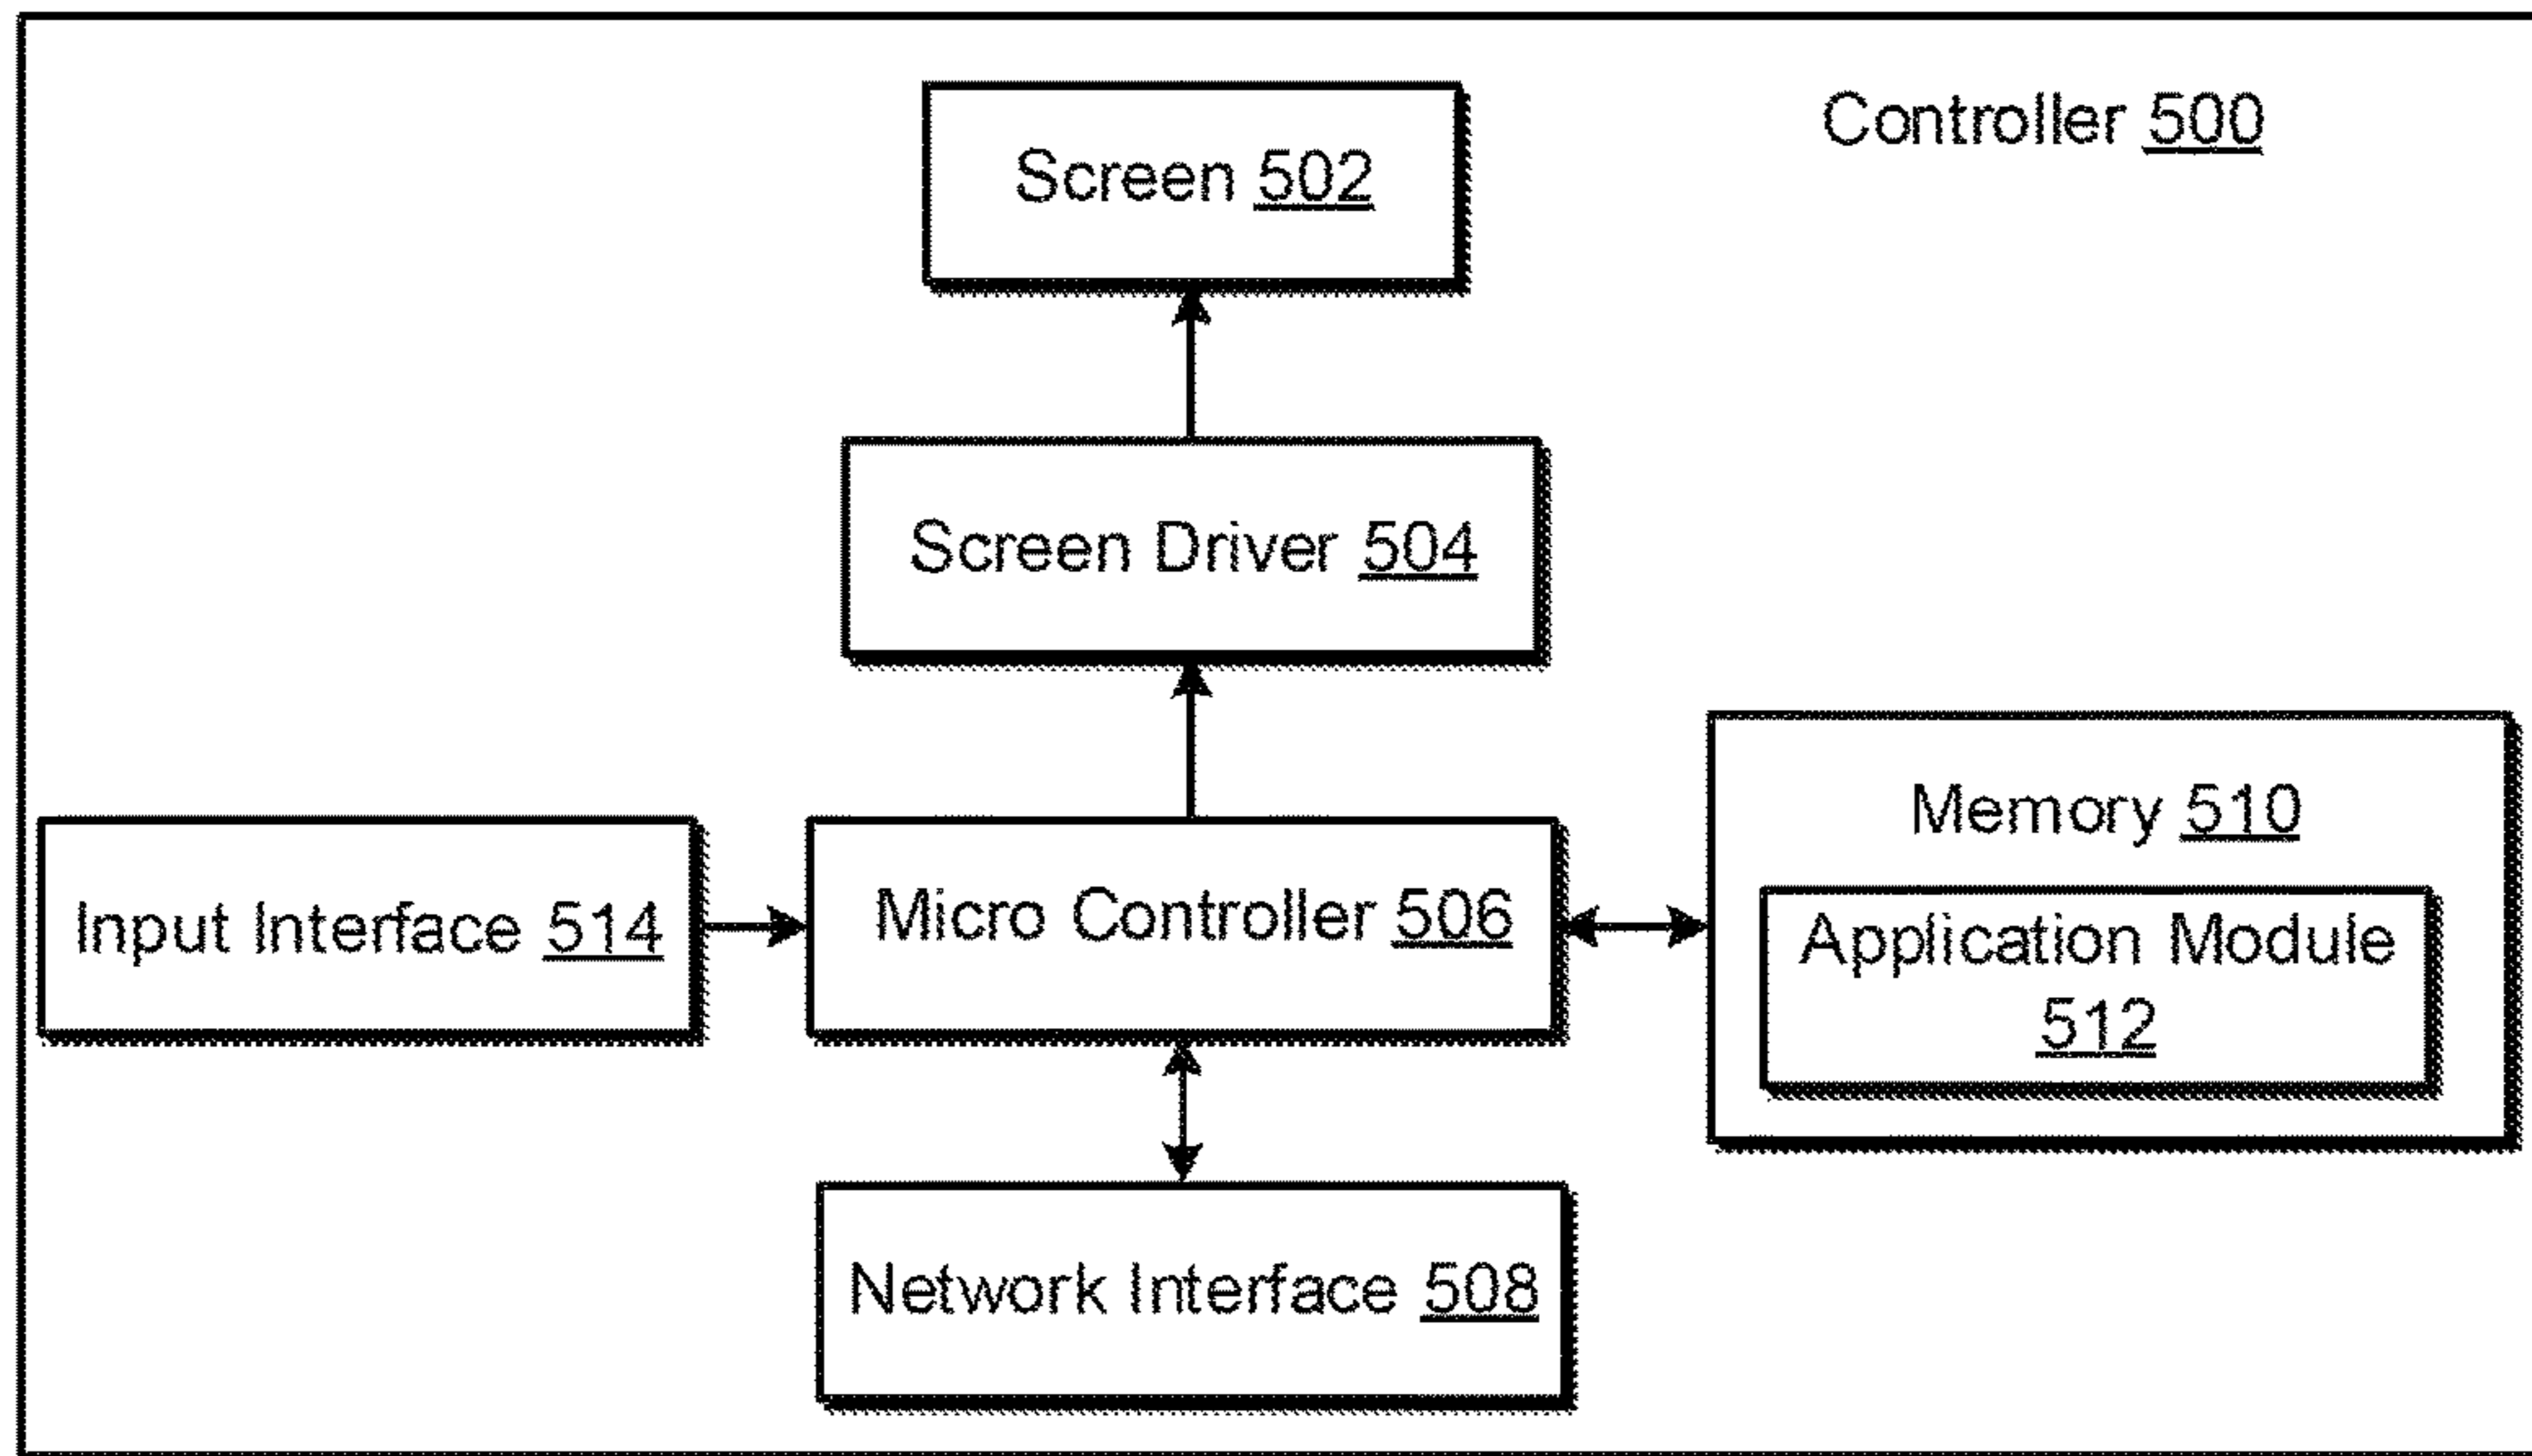 Controller 500
Screen 502
Screen Driver 504
Memory 510
Input Interface 514
Micro Controller 506
Application Module
512
Network Interface 508